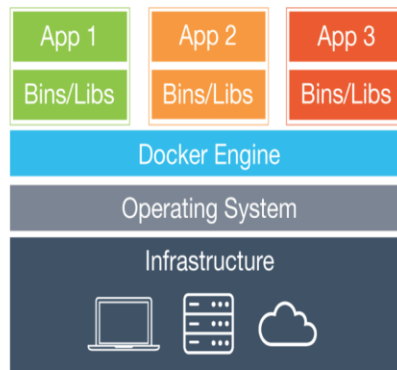 App 1 App 2 App 3
Bins/Libs Bins/Libs Bins/Libs
Docker Engine
Operating System
Infrastructure